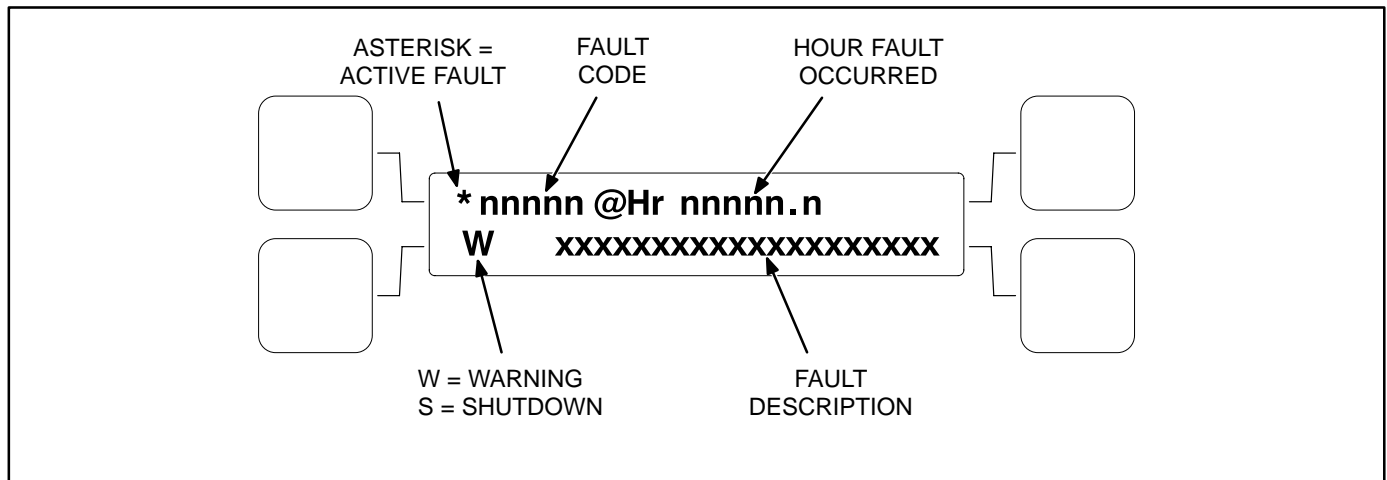 ASTERISK =
ACTIVE FAULT
FAULT
CODE
HOUR FAULT
OCCURRED
* nnnnn @Hr nnnnn.n
W xxxxxxxxxxxxxxxxxxxx
W = WARNING
S = SHUTDOWN
FAULT
DESCRIPTION